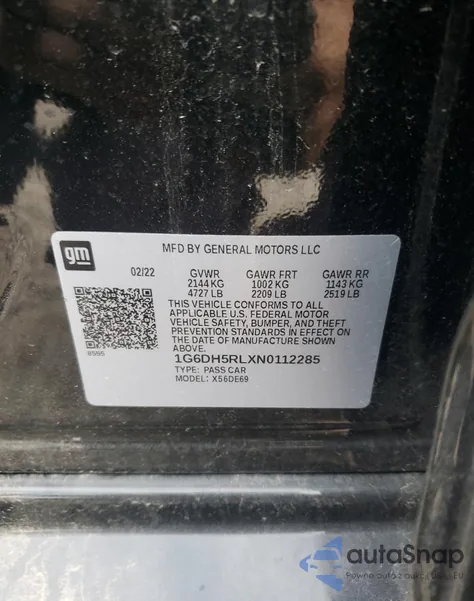 gm
MFD BY GENERAL MOTORS LLC
02/22 GVWR GAWR FRT GAWR RR
2144 KG 1002 KG 1143 KG
4727 LB 2209 LB 2519 LB
THIS VEHICLE CONFORMS TO ALL
APPLICABLE U.S. FEDERAL MOTOR
VEHICLE SAFETY, BUMPER, AND THEFT
PREVENTION STANDARDS IN EFFECT ON
THE DATE OF MANUFACTURE SHOWN
ABOVE.
1G6DH5RLXN0112285
TYPE: PASS CAR
MODEL: X56DE69
autoSnap
Pewne auto z